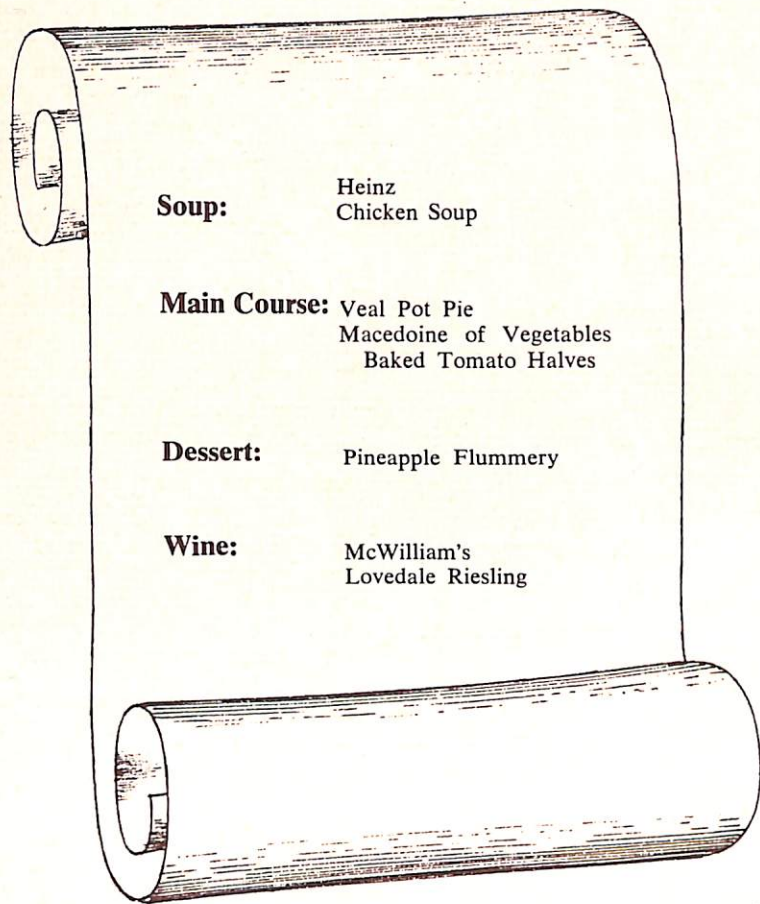 Soup: Heinz
Chicken Soup
Main Course: Veal Pot Pie
Macedoine of Vegetables
Baked Tomato Halves
Dessert: Pineapple Flummery
Wine: McWilliam's
Lovedale Riesling